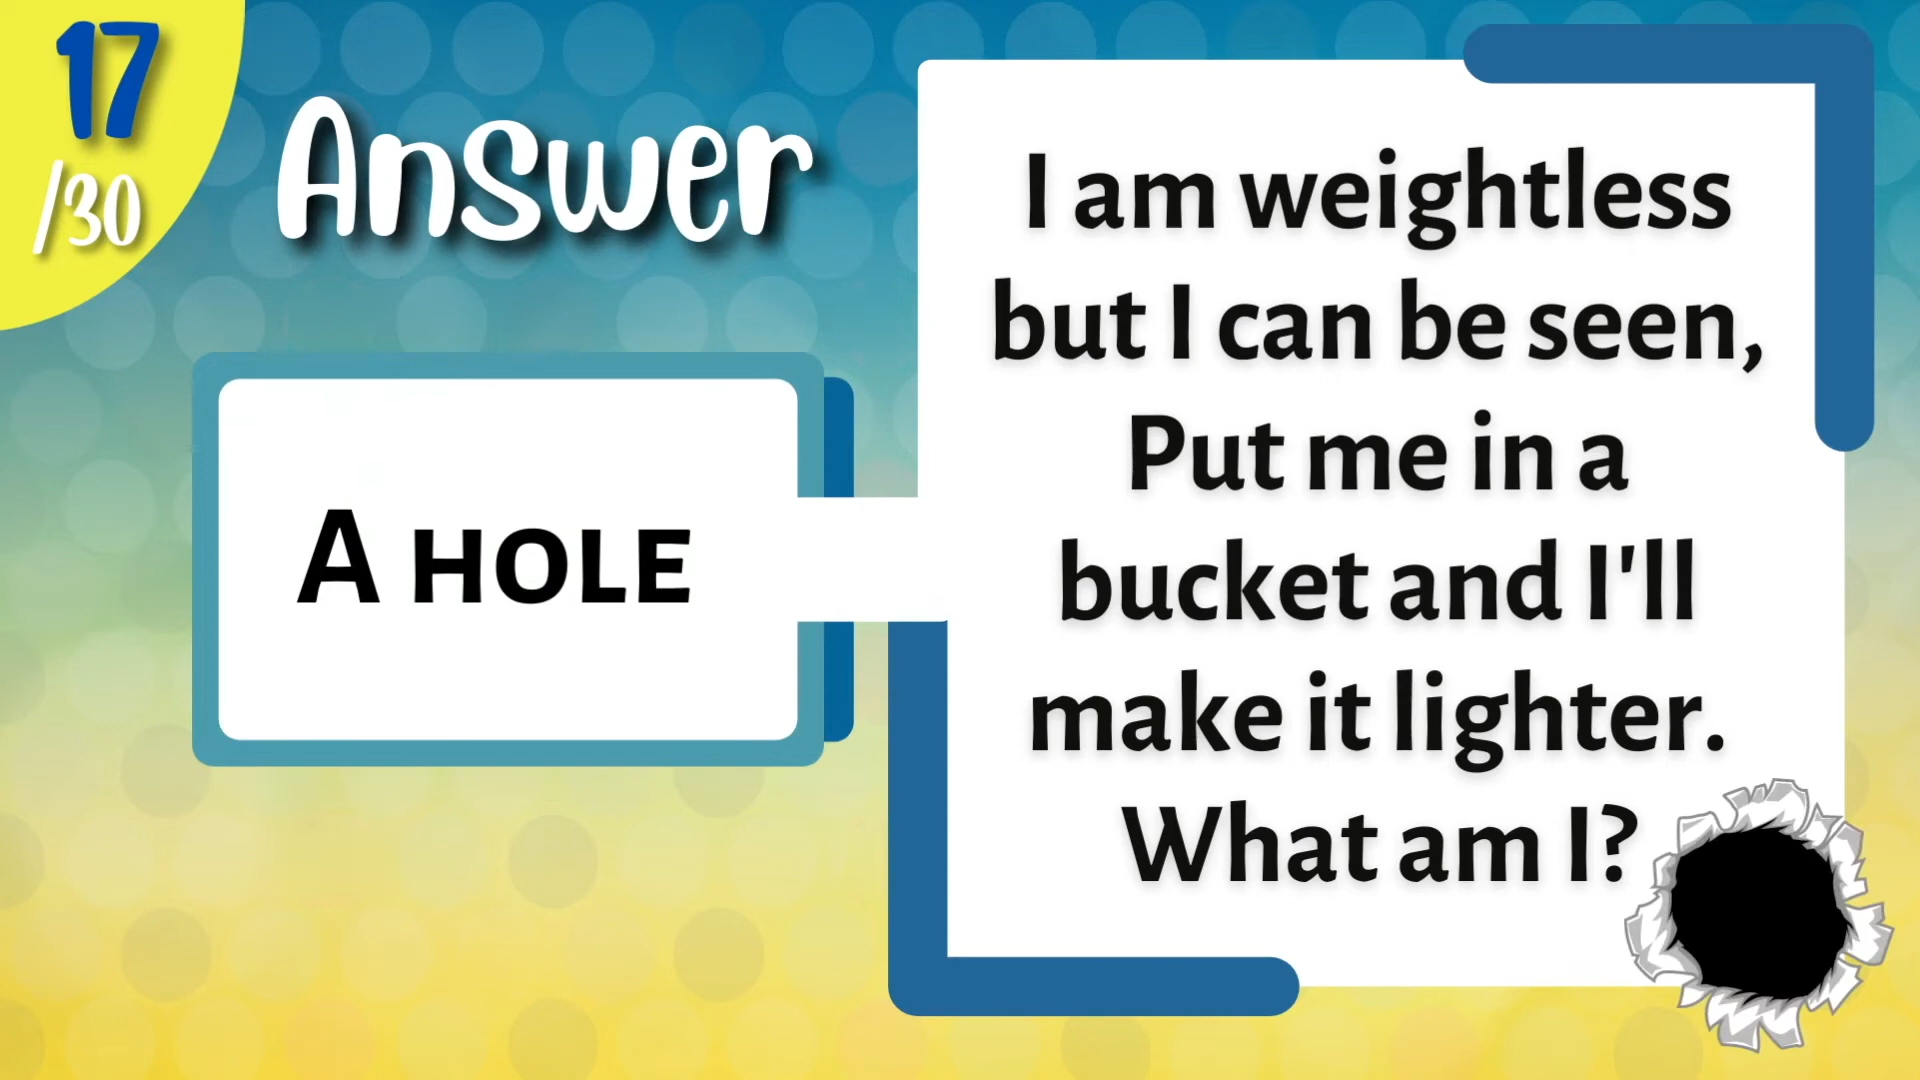 17
/30
Answer
A HOLE
I am weightless
but I can be seen,
Put me in a
bucket and I'll
make it lighter.
What am I?